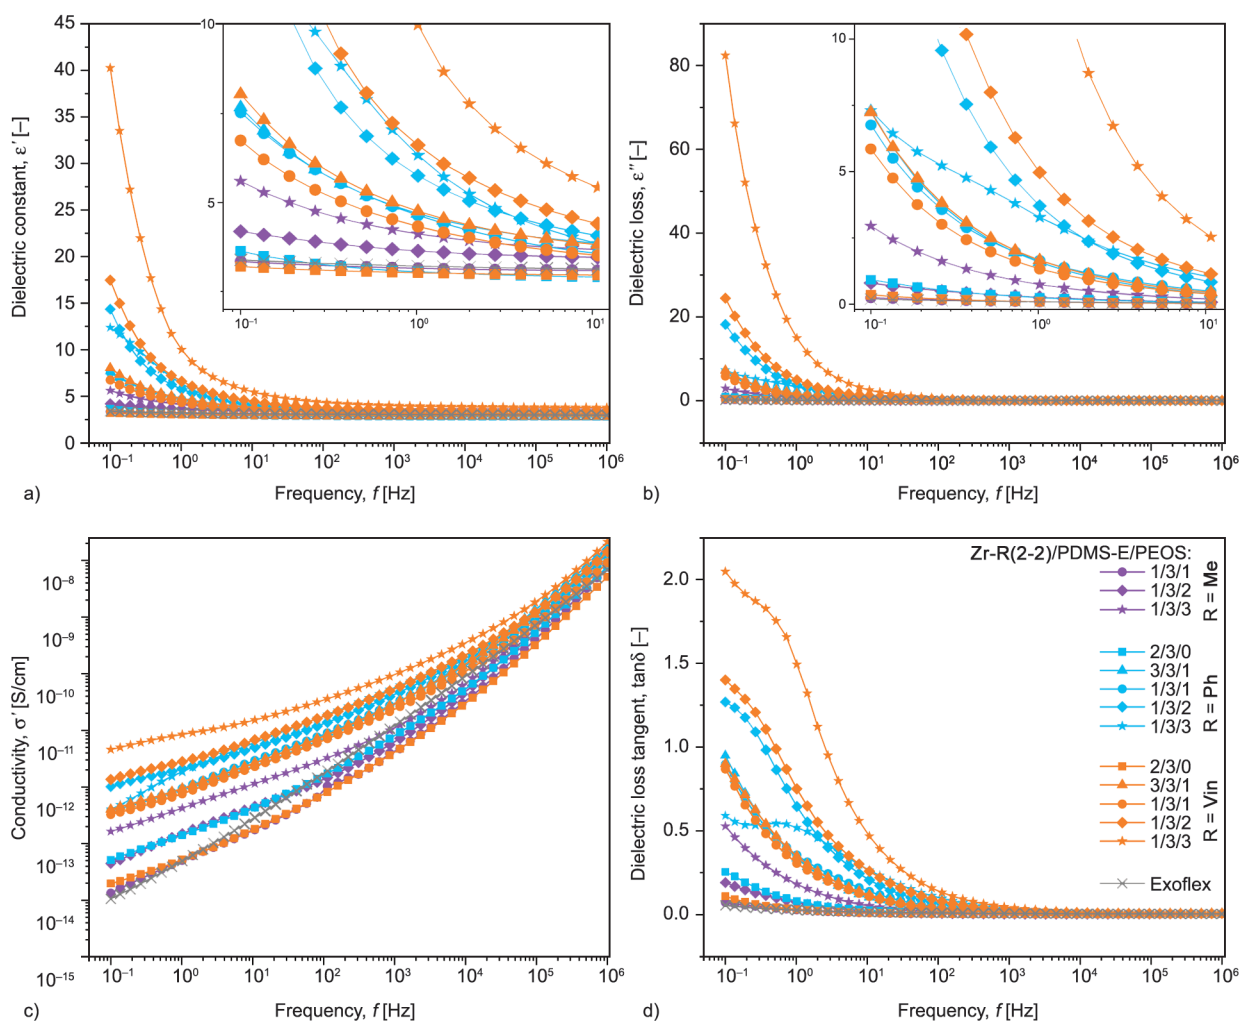 45
40
35
30
25
20
15
10
5
0
Dielectric constant, ε′ [–]
10
5
10⁻¹ 10⁰ 10¹
10⁻¹ 10⁰ 10¹ 10² 10³ 10⁴ 10⁵ 10⁶
a) Frequency, f [Hz]
80
60
40
20
0
Dielectric loss, ε″ [–]
10
5
0
10⁻¹ 10⁰ 10¹
10⁻¹ 10⁰ 10¹ 10² 10³ 10⁴ 10⁵ 10⁶
b) Frequency, f [Hz]
10⁻⁸
10⁻⁹
10⁻¹⁰
10⁻¹¹
10⁻¹²
10⁻¹³
10⁻¹⁴
10⁻¹⁵
Conductivity, σ′ [S/cm]
10⁻¹ 10⁰ 10¹ 10² 10³ 10⁴ 10⁵ 10⁶
c) Frequency, f [Hz]
2.0
1.5
1.0
0.5
0.0
Dielectric loss tangent, tanδ [–]
Zr-R(2-2)/PDMS-E/PEOS:
1/3/1
1/3/2
1/3/3
R = Me
2/3/0
3/3/1
1/3/1
1/3/2
1/3/3
R = Ph
2/3/0
3/3/1
1/3/1
1/3/2
1/3/3
R = Vin
Exoflex
10⁻¹ 10⁰ 10¹ 10² 10³ 10⁴ 10⁵ 10⁶
d) Frequency, f [Hz]